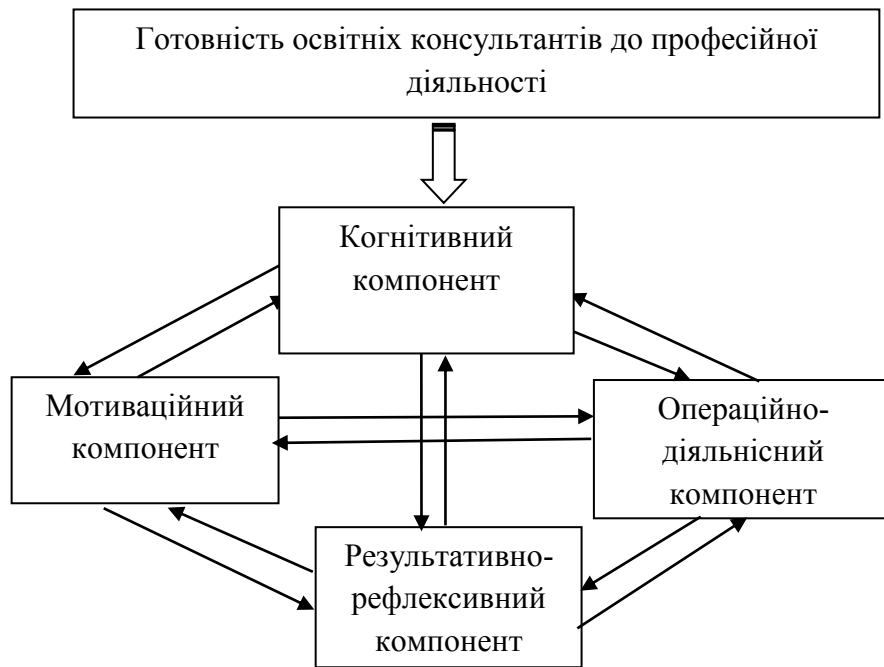 Готовність освітніх консультантів до професійної
діяльності
Когнітивний
компонент
Мотиваційний
компонент
Операційно-
діяльнісний
компонент
Результативно-
рефлексивний
компонент